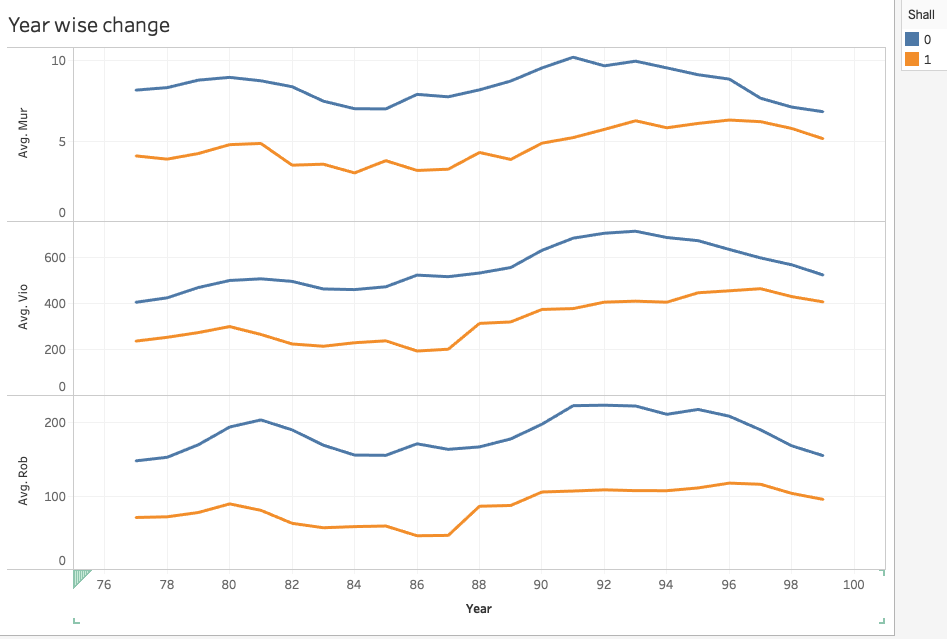 Year wise change
Shall
0
1
10
5
0
Avg. Mur
600
400
200
0
Avg. Vio
200
100
0
Avg. Rob
76 78 80 82 84 86 88 90 92 94 96 98 100
Year